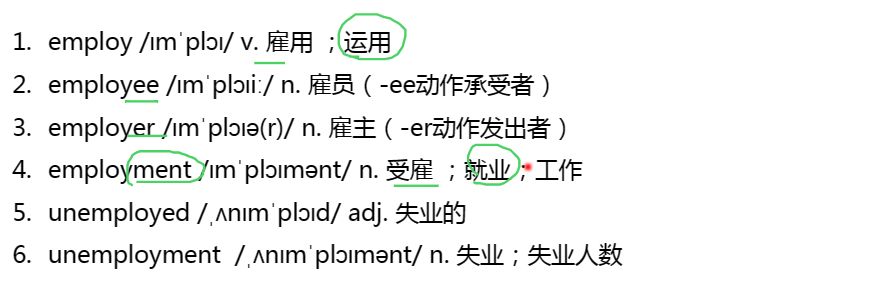 1. employ /ɪmˈplɔɪ/ v. 雇用 ；运用
2. employee /ɪmˈplɔɪiː/ n. 雇员（-ee动作承受者）
3. employer /ɪmˈplɔɪə(r)/ n. 雇主（-er动作发出者）
4. employment /ɪmˈplɔɪmənt/ n. 受雇 ；就业；工作
5. unemployed /ˌʌnɪmˈplɔɪd/ adj. 失业的
6. unemployment /ˌʌnɪmˈplɔɪmənt/ n. 失业；失业人数